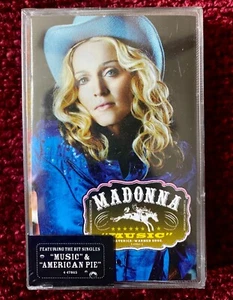 MADONNA
"MUSIC"
FEATURING THE HIT SINGLES
"MUSIC" &
"AMERICAN PIE"